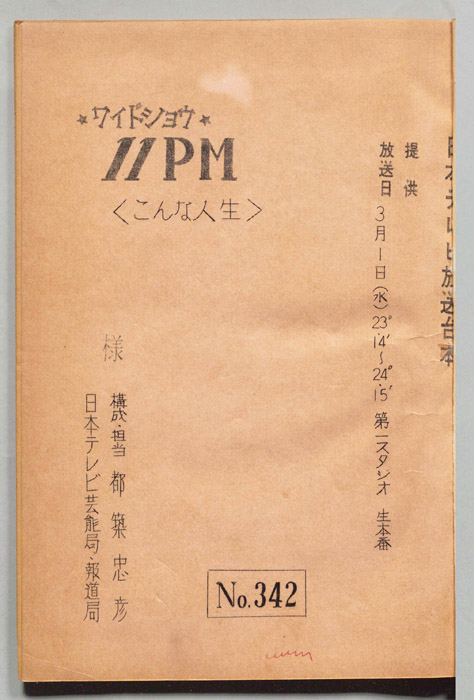 日本テレビ放送台本
提供
放送日 3月1日(水) 23°14′～24°15′ 第一スタジオ 生本番
★ワイドショウ★
11PM
<こんな人生>
様
構成・担当 都築忠彦
日本テレビ芸能局・報道局
No.342